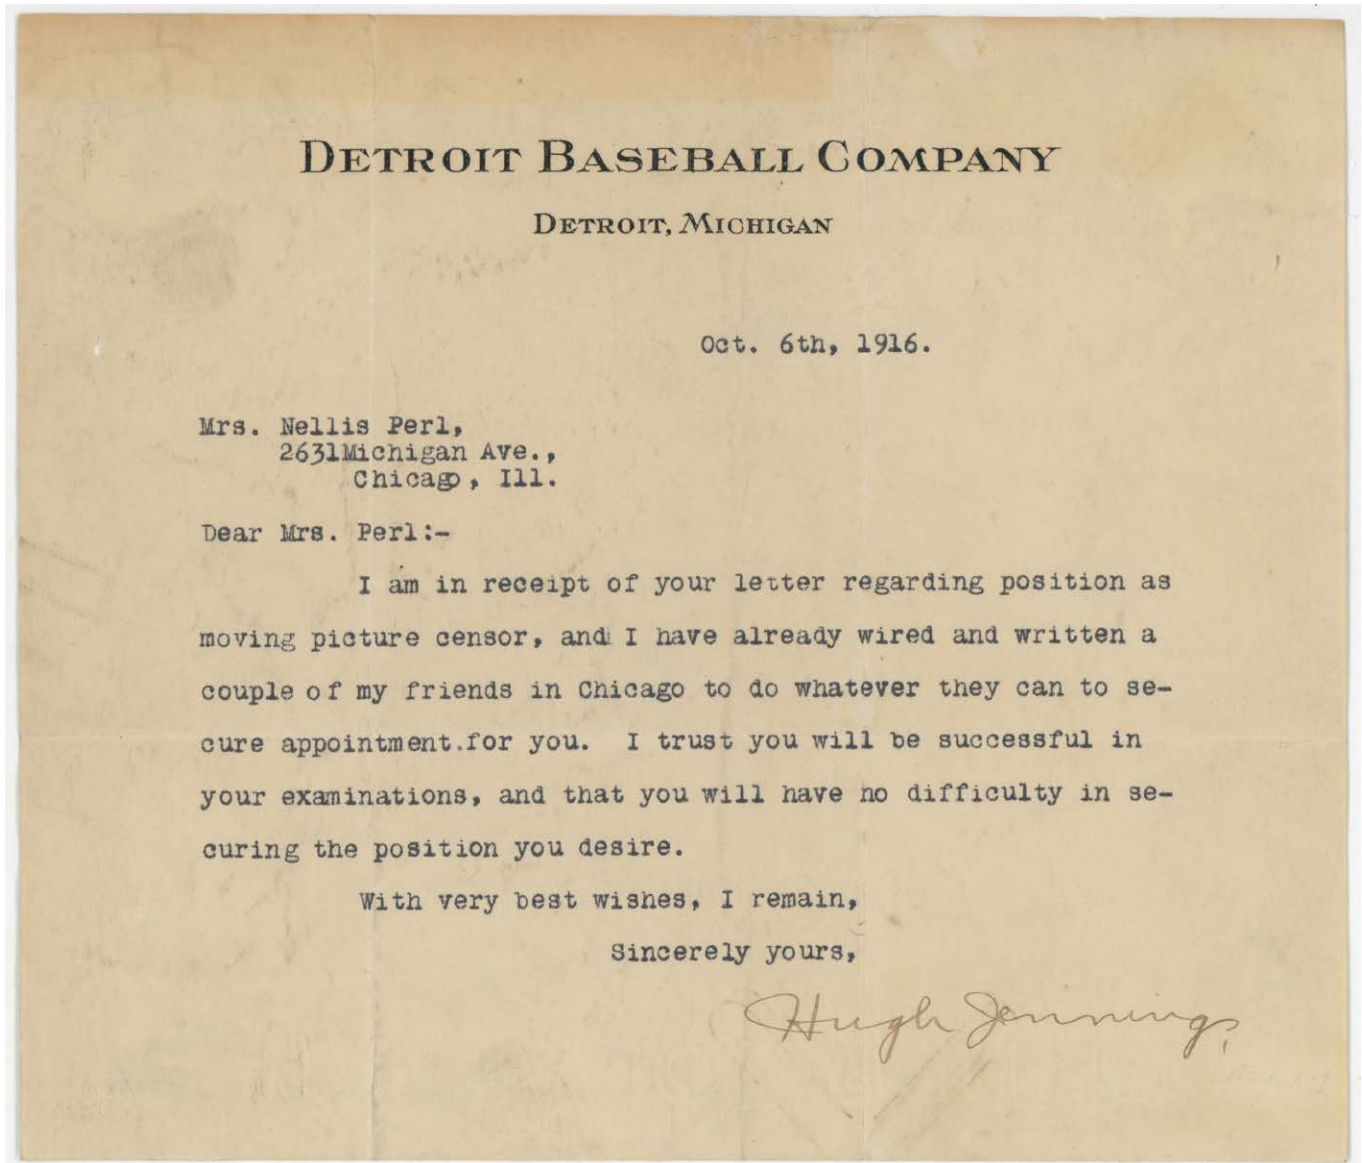 DETROIT BASEBALL COMPANY
DETROIT, MICHIGAN
Oct. 6th, 1916.
Mrs. Nellis Perl,
2631Michigan Ave.,
Chicago, Ill.
Dear Mrs. Perl:-
I am in receipt of your letter regarding position as
moving picture censor, and I have already wired and written a
couple of my friends in Chicago to do whatever they can to se-
cure appointment.for you. I trust you will be successful in
your examinations, and that you will have no difficulty in se-
curing the position you desire.
With very best wishes, I remain,
Sincerely yours,
Hugh Jennings,